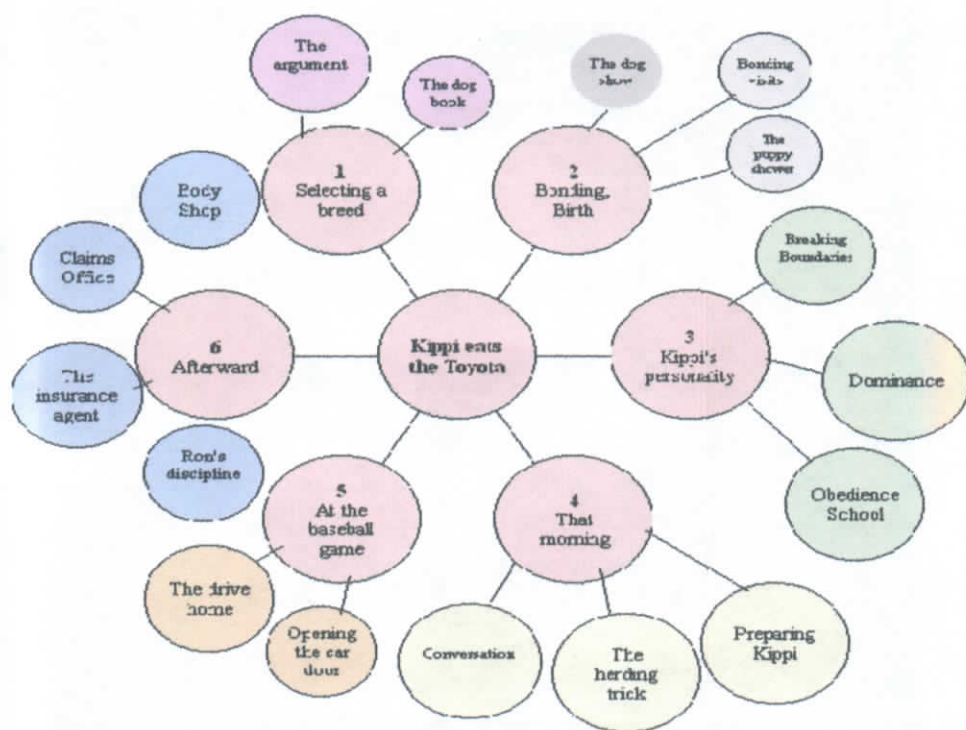 The
argument
The dog
book
1
Selecting a
breed
The dog
show
Bonding
visits
The
puppy
shower
2
Bonding,
Birth
Body
Shop
Claims
Office
6
Afterward
The
insurance
agent
Ron's
discipline
Kippi eats
the Toyota
3
Kippi's
personality
Breaking
Boundaries
Dominance
Obedience
School
5
At the
baseball
game
The drive
home
Opening
the car
door
4
That
morning
Conversation
The
herding
trick
Preparing
Kippi